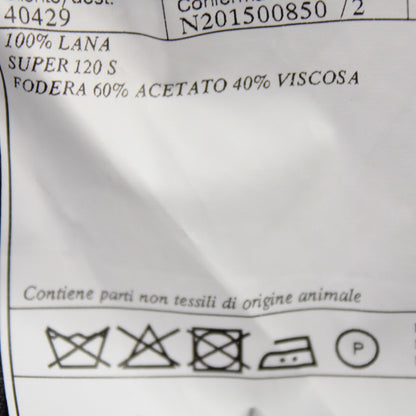 40429
N201500850 /2
100% LANA
SUPER 120 S
FODERA 60% ACETATO 40% VISCOSA
Contiene parti non tessili di origine animale
P